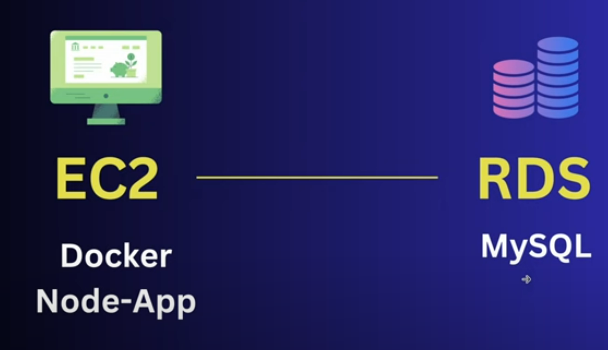 EC2
Docker
Node-App
RDS
MySQL